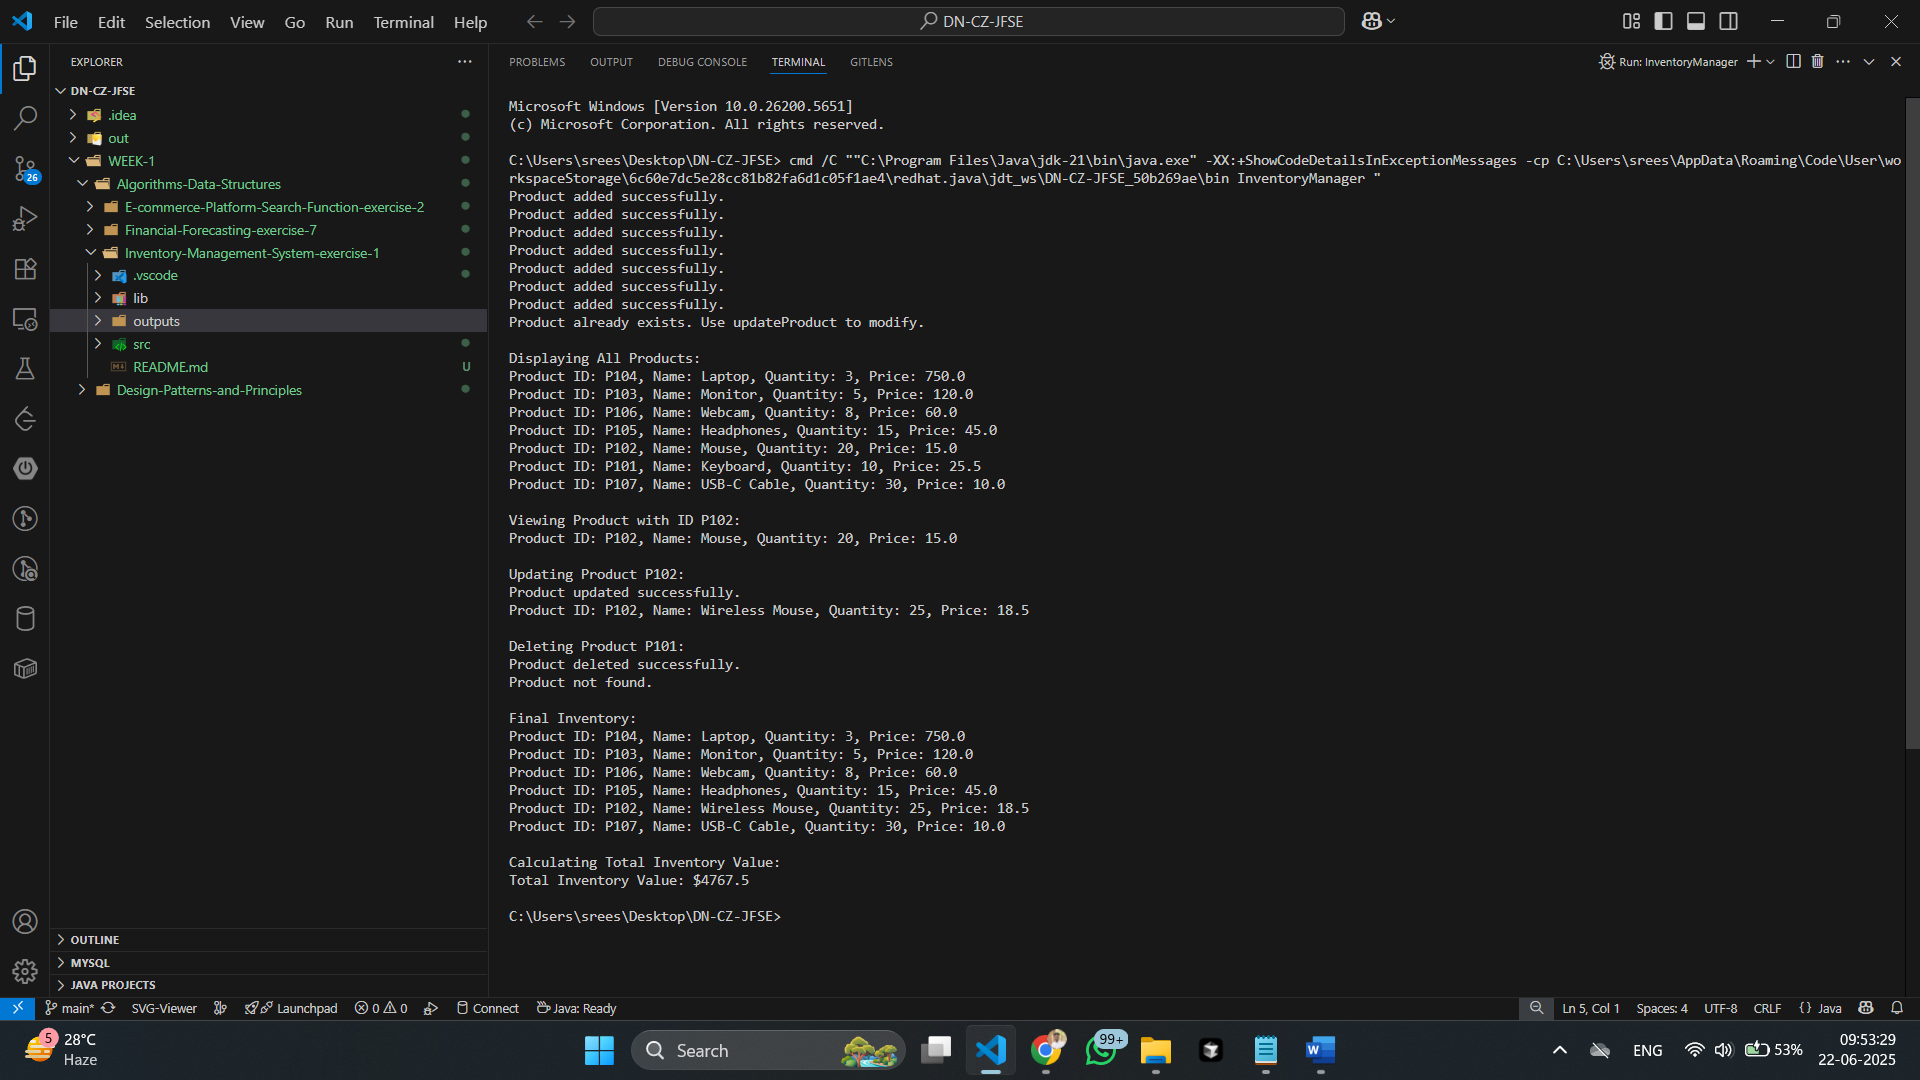 File Edit Selection View Go Run Terminal Help
DN-CZ-JFSE
EXPLORER
DN-CZ-JFSE
.idea
out
WEEK-1
Algorithms-Data-Structures
E-commerce-Platform-Search-Function-exercise-2
Financial-Forecasting-exercise-7
Inventory-Management-System-exercise-1
.vscode
lib
outputs
src
README.md U
Design-Patterns-and-Principles
26
OUTLINE
MYSQL
JAVA PROJECTS
PROBLEMS OUTPUT DEBUG CONSOLE TERMINAL GITLENS
Run: InventoryManager
Microsoft Windows [Version 10.0.26200.5651]
(c) Microsoft Corporation. All rights reserved.
C:\Users\srees\Desktop\DN-CZ-JFSE> cmd /C ""C:\Program Files\Java\jdk-21\bin\java.exe" -XX:+ShowCodeDetailsInExceptionMessages -cp C:\Users\srees\AppData\Roaming\Code\User\wo
rkspaceStorage\6c60e7dc5e28cc81b82fa6d1c05f1ae4\redhat.java\jdt_ws\DN-CZ-JFSE_50b269ae\bin InventoryManager "
Product added successfully.
Product added successfully.
Product added successfully.
Product added successfully.
Product added successfully.
Product added successfully.
Product added successfully.
Product already exists. Use updateProduct to modify.
Displaying All Products:
Product ID: P104, Name: Laptop, Quantity: 3, Price: 750.0
Product ID: P103, Name: Monitor, Quantity: 5, Price: 120.0
Product ID: P106, Name: Webcam, Quantity: 8, Price: 60.0
Product ID: P105, Name: Headphones, Quantity: 15, Price: 45.0
Product ID: P102, Name: Mouse, Quantity: 20, Price: 15.0
Product ID: P101, Name: Keyboard, Quantity: 10, Price: 25.5
Product ID: P107, Name: USB-C Cable, Quantity: 30, Price: 10.0
Viewing Product with ID P102:
Product ID: P102, Name: Mouse, Quantity: 20, Price: 15.0
Updating Product P102:
Product updated successfully.
Product ID: P102, Name: Wireless Mouse, Quantity: 25, Price: 18.5
Deleting Product P101:
Product deleted successfully.
Product not found.
Final Inventory:
Product ID: P104, Name: Laptop, Quantity: 3, Price: 750.0
Product ID: P103, Name: Monitor, Quantity: 5, Price: 120.0
Product ID: P106, Name: Webcam, Quantity: 8, Price: 60.0
Product ID: P105, Name: Headphones, Quantity: 15, Price: 45.0
Product ID: P102, Name: Wireless Mouse, Quantity: 25, Price: 18.5
Product ID: P107, Name: USB-C Cable, Quantity: 30, Price: 10.0
Calculating Total Inventory Value:
Total Inventory Value: $4767.5
C:\Users\srees\Desktop\DN-CZ-JFSE>
main* SVG-Viewer Launchpad 0 0 Connect Java: Ready Ln 5, Col 1 Spaces: 4 UTF-8 CRLF {} Java
5 28°C
Haze
Search
99+
ENG
53%
09:53:29
22-06-2025